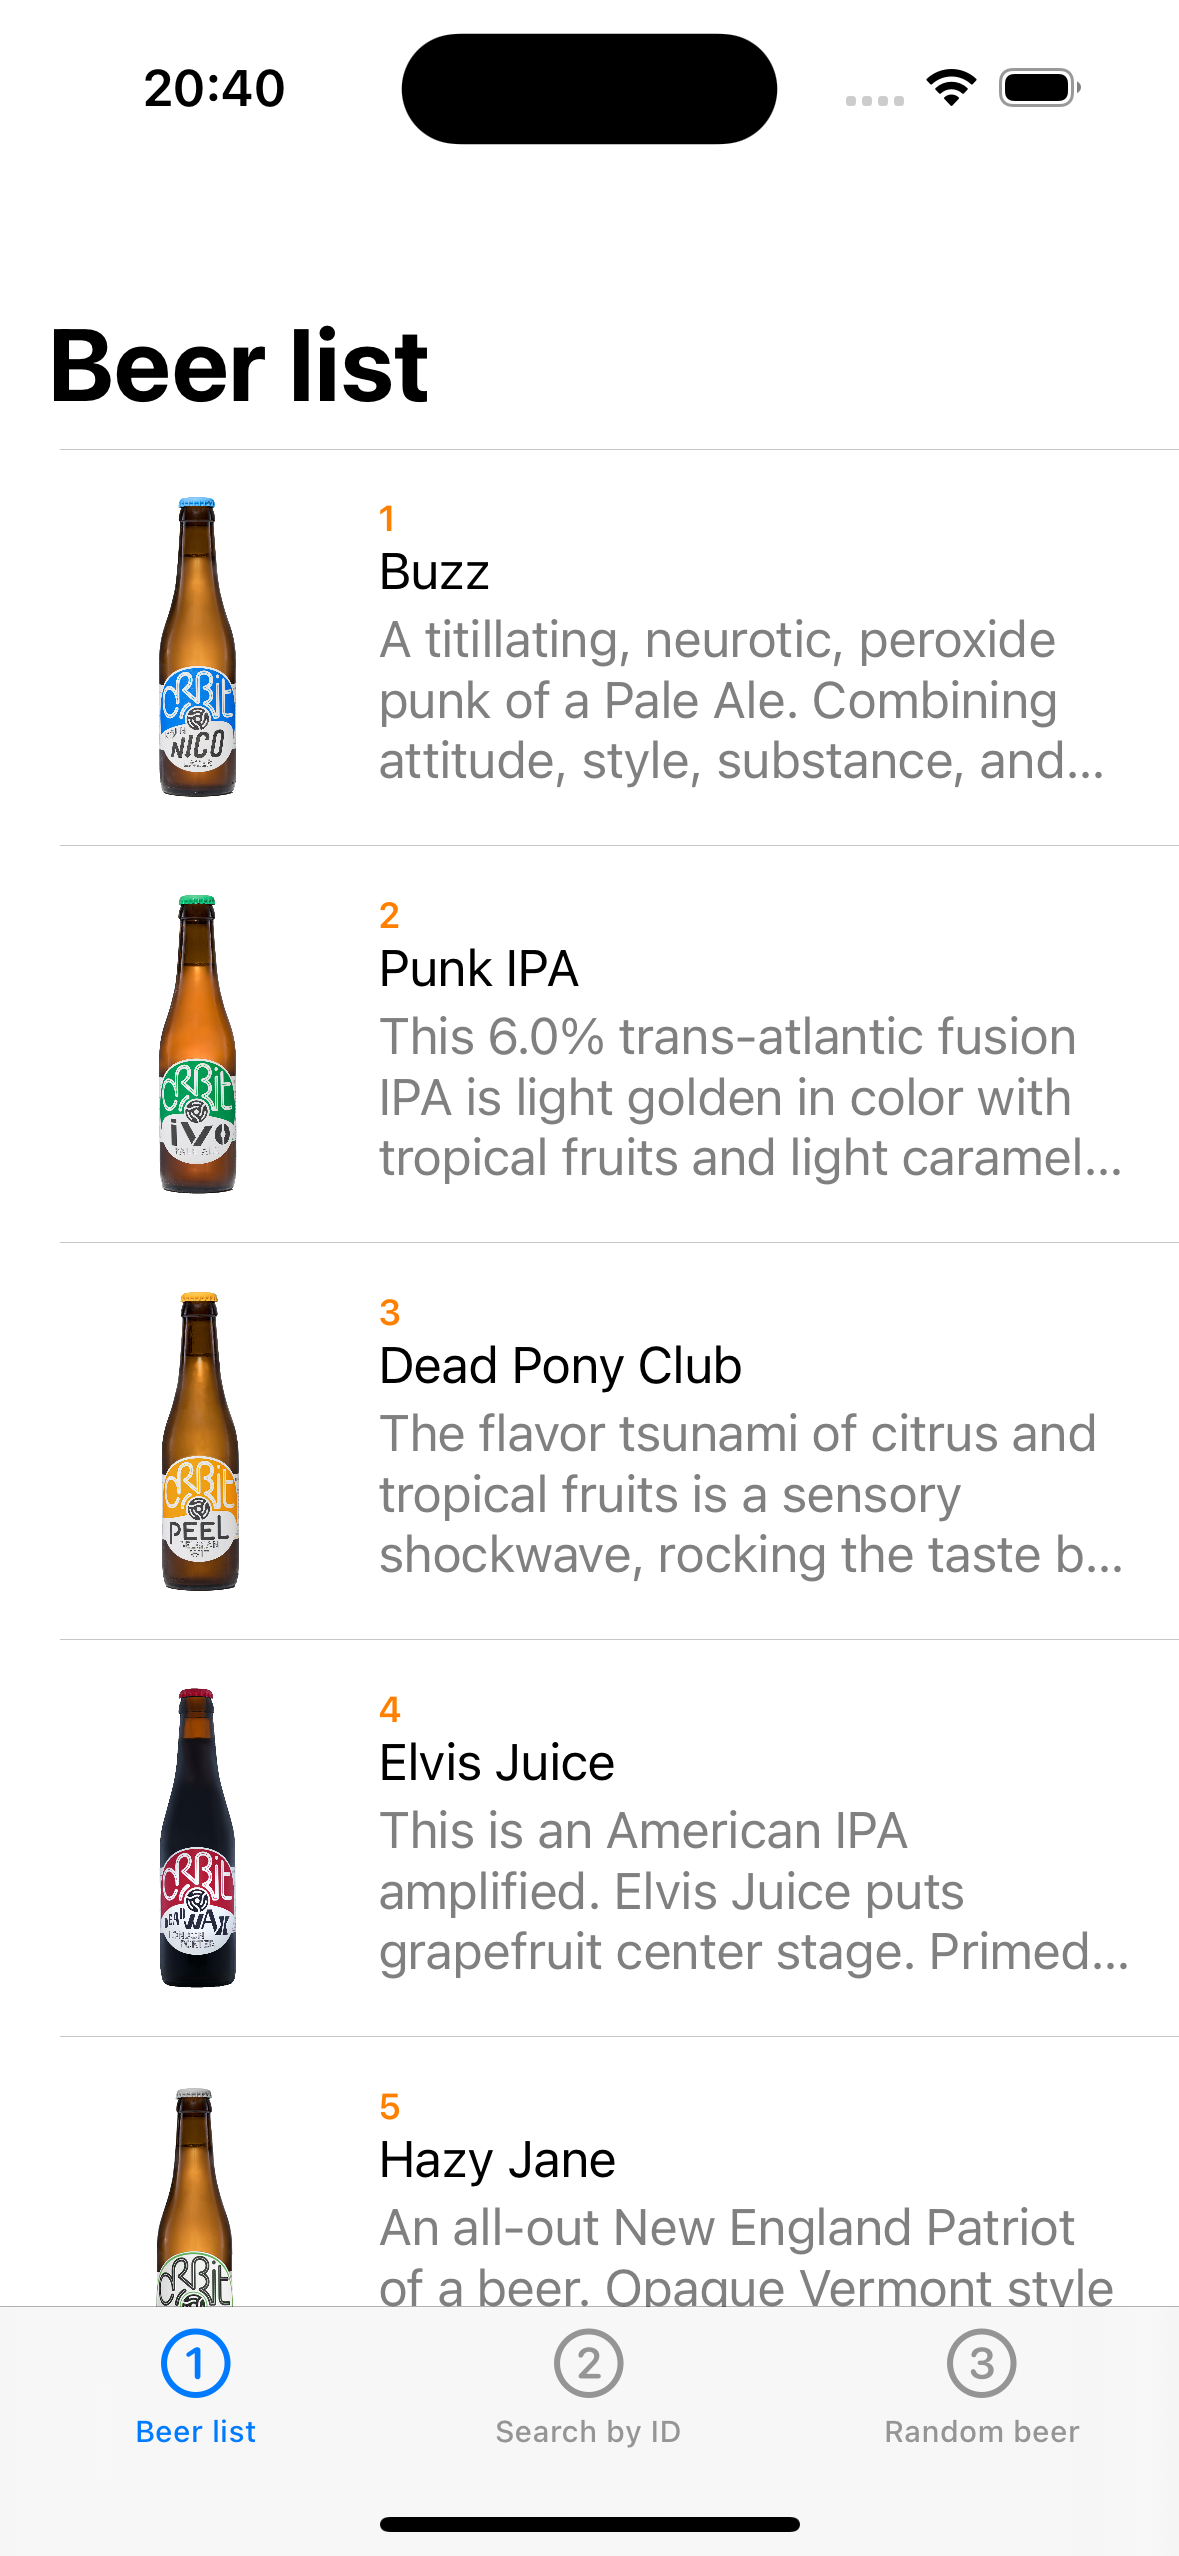 20:40
Beer list
1
Buzz
A titillating, neurotic, peroxide
punk of a Pale Ale. Combining
attitude, style, substance, and...
ORBIT
NICO
2
Punk IPA
This 6.0% trans-atlantic fusion
IPA is light golden in color with
tropical fruits and light caramel...
ORBIT
ivo
3
Dead Pony Club
The flavor tsunami of citrus and
tropical fruits is a sensory
shockwave, rocking the taste b...
ORBIT
PEEL
4
Elvis Juice
This is an American IPA
amplified. Elvis Juice puts
grapefruit center stage. Primed...
ORBIT
DEAD WAX
LONDON
PORTER
5
Hazy Jane
An all-out New England Patriot
of a beer. Opaque Vermont style
ORBIT
1
Beer list
2
Search by ID
3
Random beer